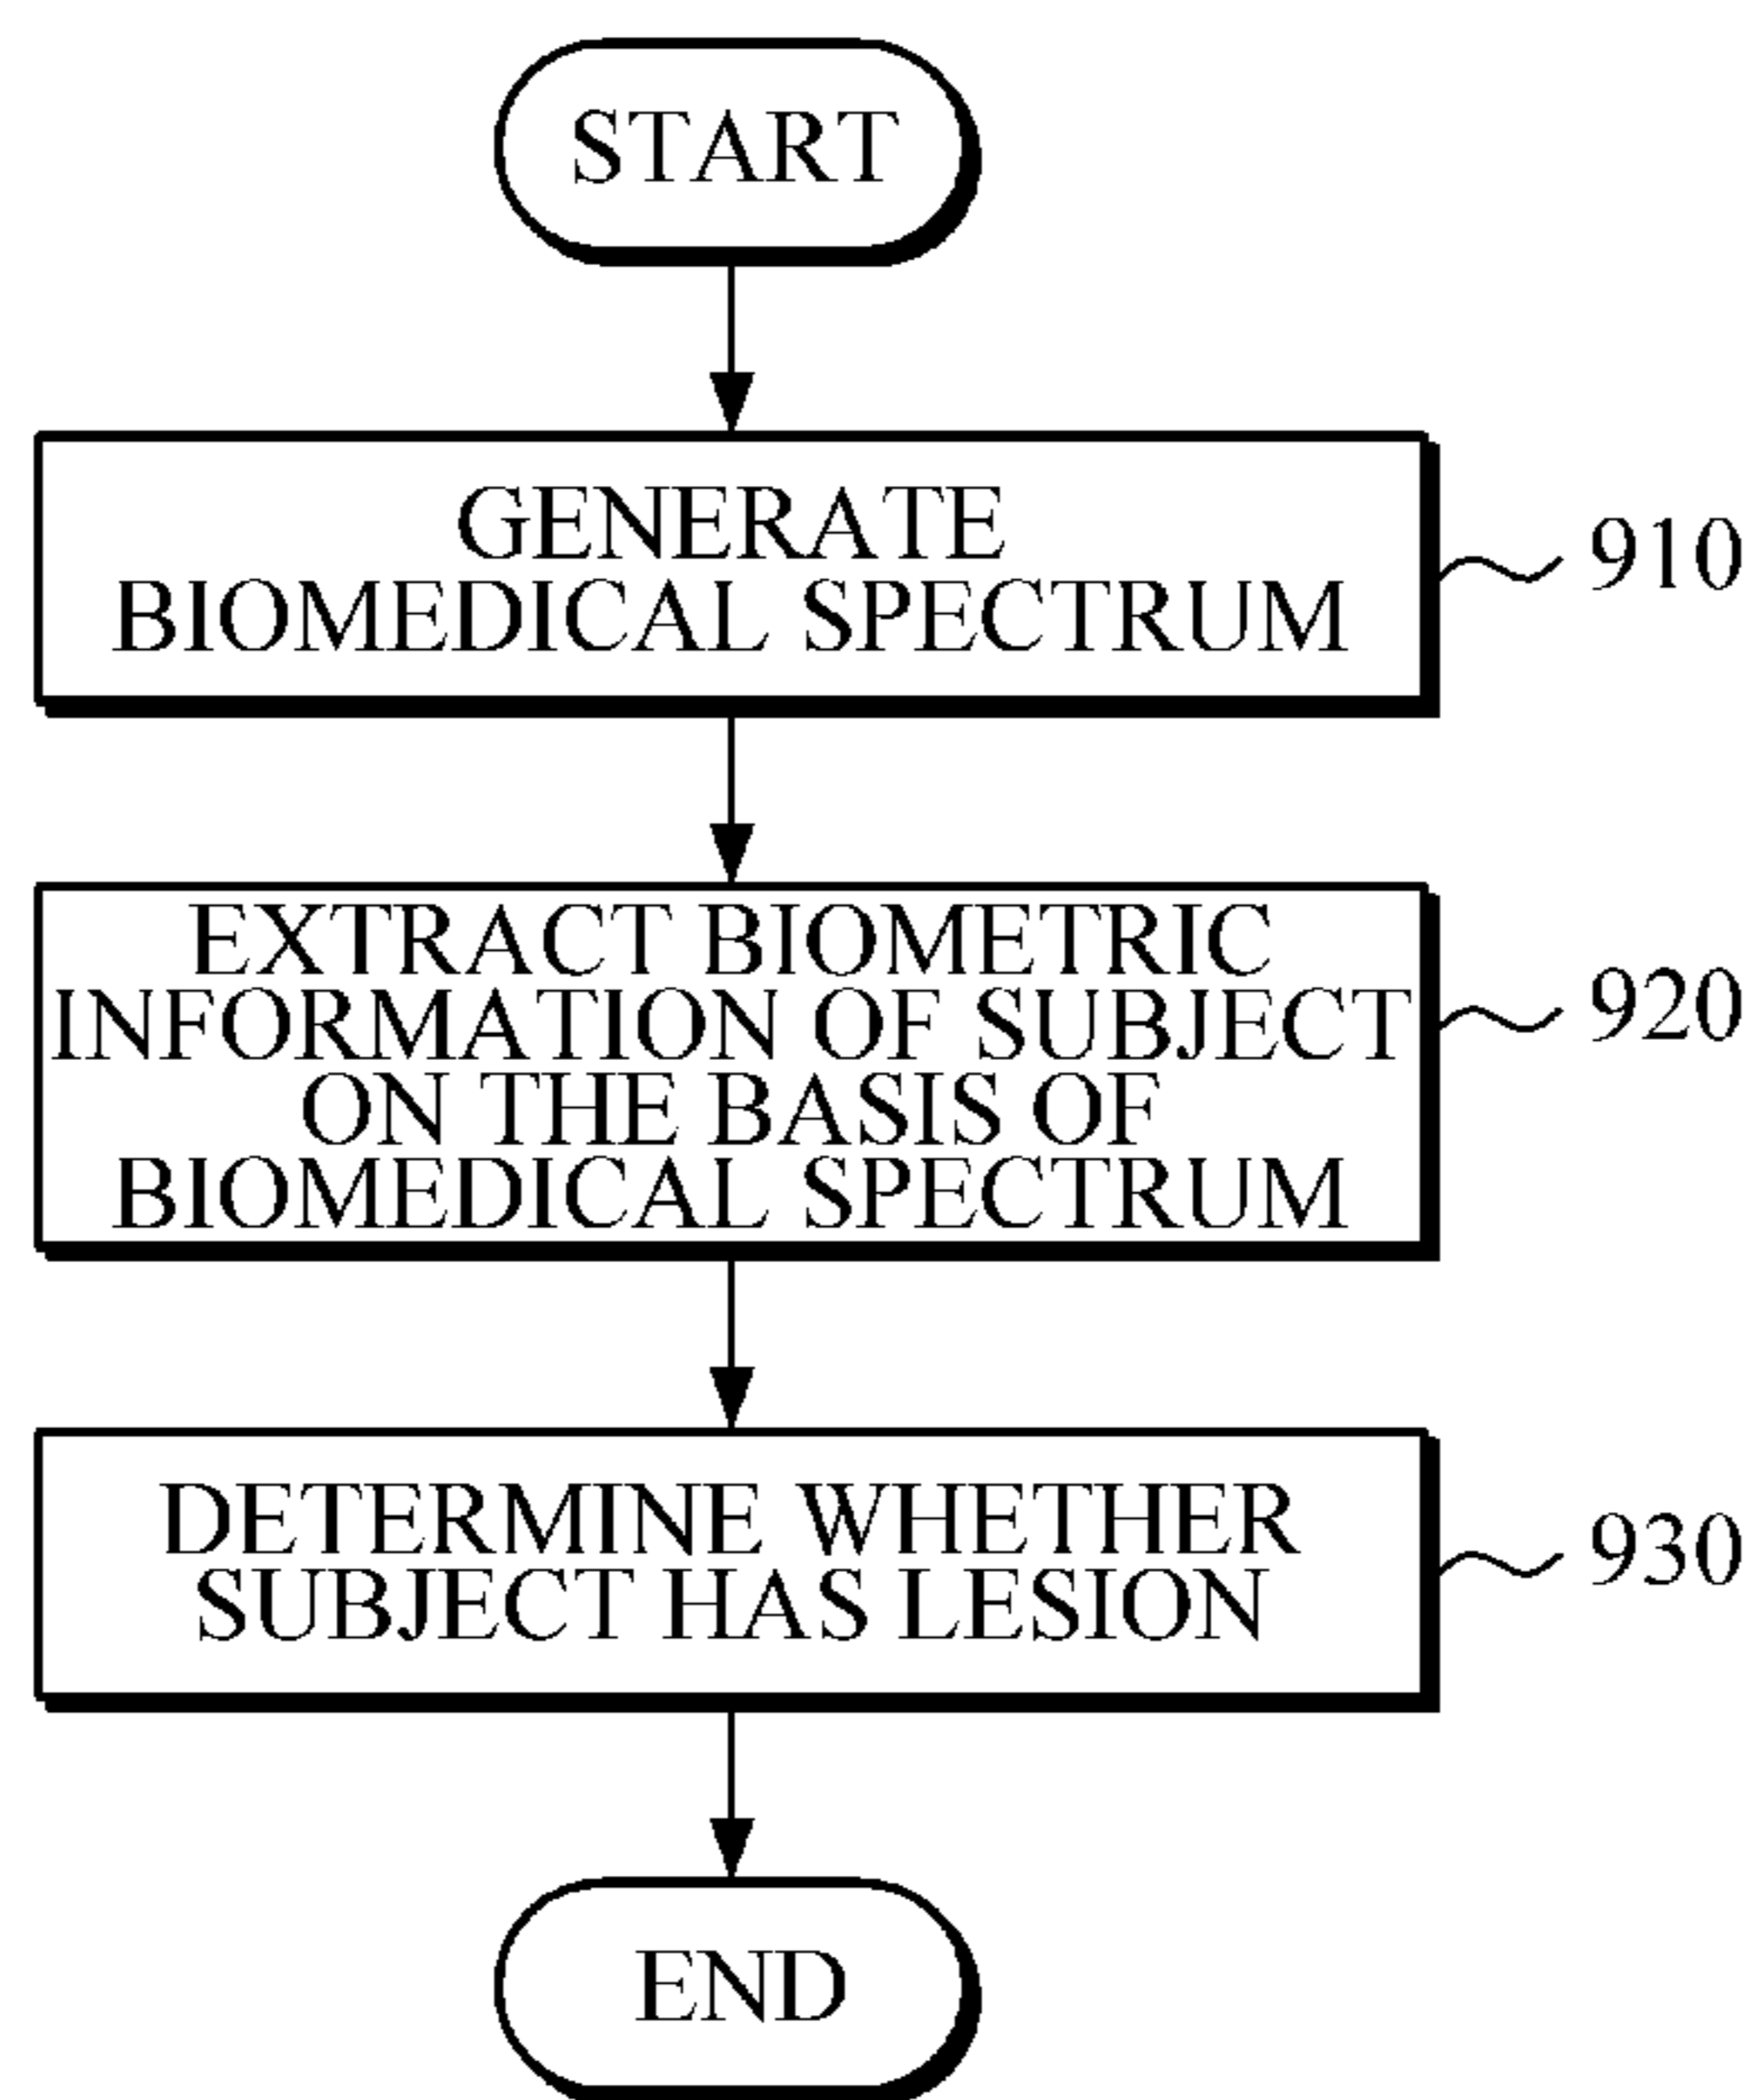 START
GENERATE
BIOMEDICAL SPECTRUM
910
EXTRACT BIOMETRIC
INFORMATION OF SUBJECT
ON THE BASIS OF
BIOMEDICAL SPECTRUM
920
DETERMINE WHETHER
SUBJECT HAS LESION
930
END